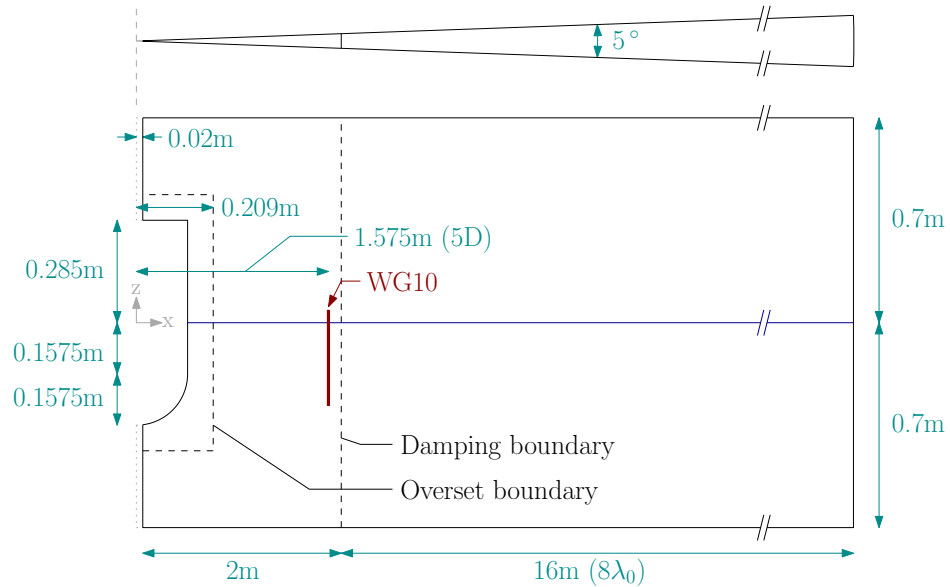 5°
0.02m
0.209m
0.7m
1.575m (5D)
0.285m
WG10
z
x
0.1575m
0.1575m
0.7m
Damping boundary
Overset boundary
2m
16m (8λ₀)